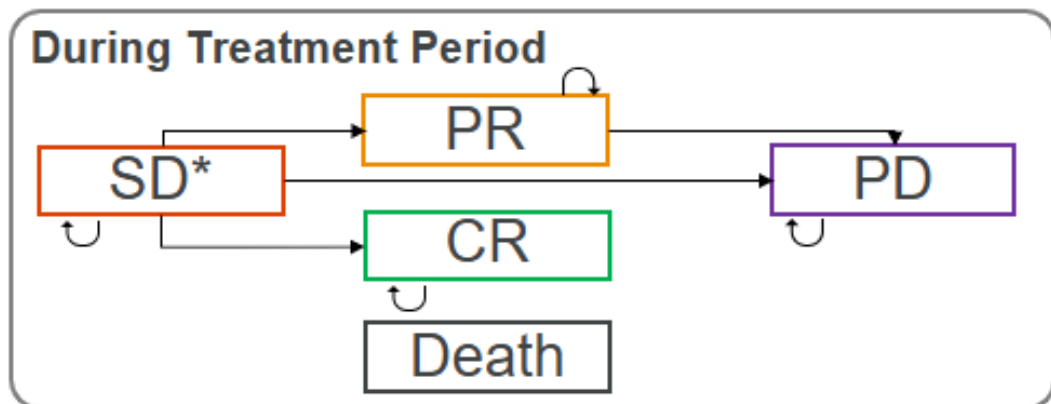 During Treatment Period
PR
SD*
PD
CR
Death